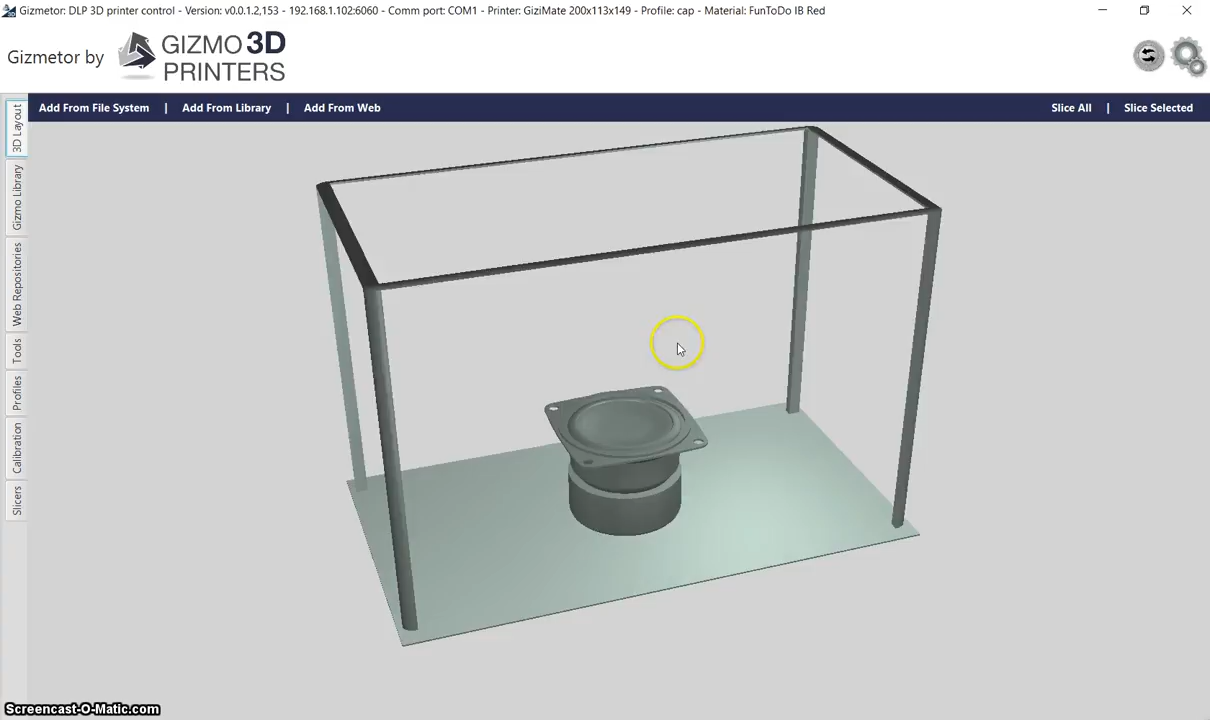 Gizmetor: DLP 3D printer control - Version: v0.0.1.2,153 - 192.168.1.102:6060 - Comm port: COM1 - Printer: GiziMate 200x113x149 - Profile: cap - Material: FunToDo IB Red
Gizmetor by
GIZMO 3D
PRINTERS
Add From File System | Add From Library | Add From Web
Slice All | Slice Selected
3D Layout
Gizmo Library
Web Repositories
Tools
Profiles
Calibration
Slicers
Screencast-O-Matic.com